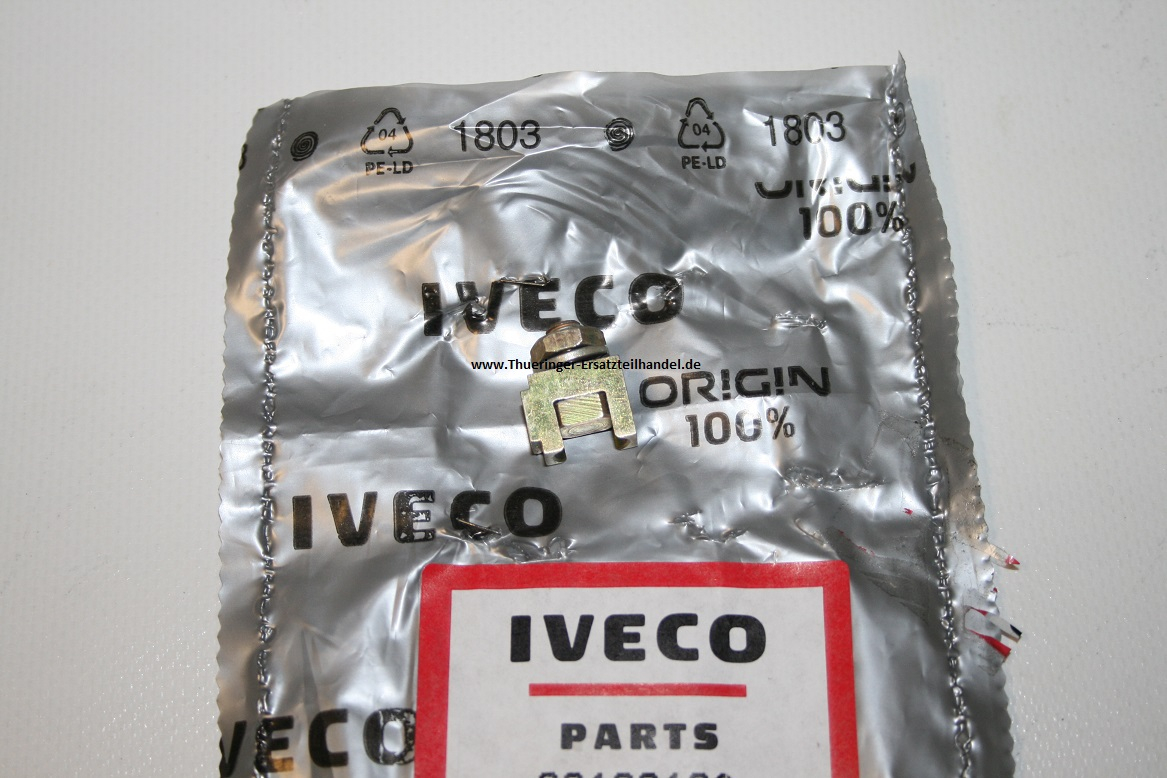 04 1803 04 1803
PE-LD PE-LD
ORIGIN
100%
IVECO
www.Thueringer-Ersatzteilhandel.de
OR!G!N
100%
IVECO
IVECO
IVECO
PARTS